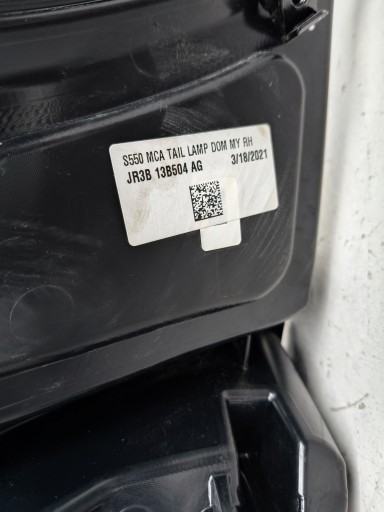 S550 MCA TAIL LAMP DOM MY RH
JR3B 13B504 AG 3/18/2021